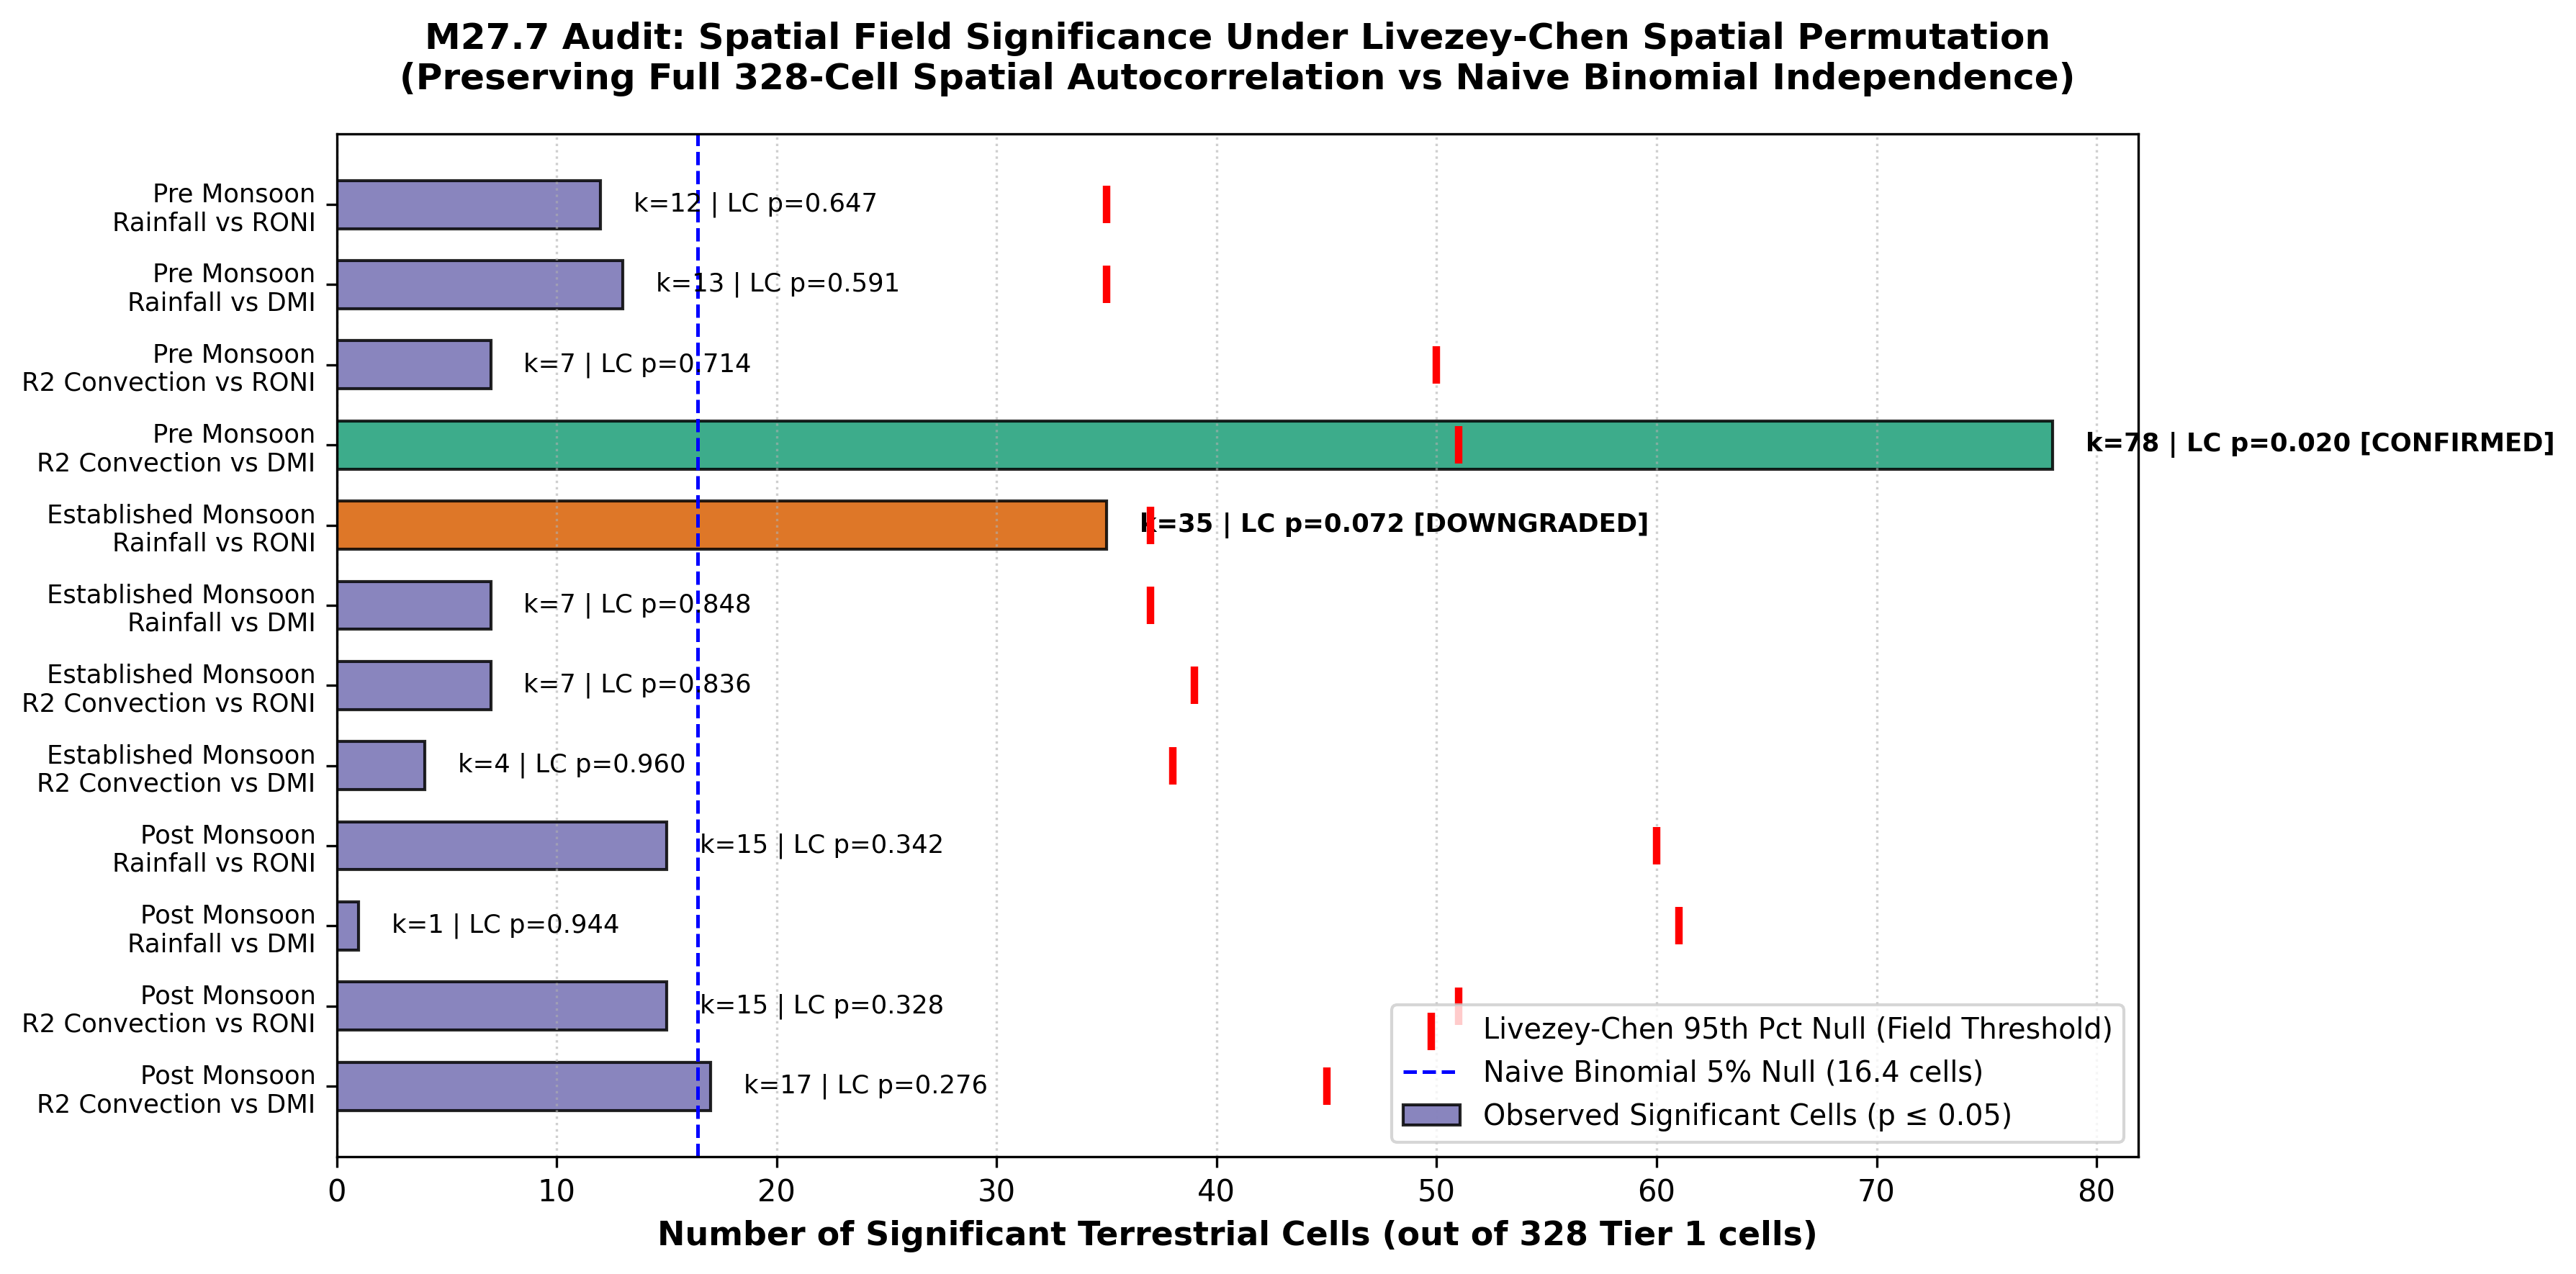 M27.7 Audit: Spatial Field Significance Under Livezey-Chen Spatial Permutation
(Preserving Full 328-Cell Spatial Autocorrelation vs Naive Binomial Independence)
Pre Monsoon
Rainfall vs RONI
k=12 | LC p=0.647
Pre Monsoon
Rainfall vs DMI
k=13 | LC p=0.591
Pre Monsoon
R2 Convection vs RONI
k=7 | LC p=0.714
Pre Monsoon
R2 Convection vs DMI
k=78 | LC p=0.020 [CONFIRMED]
Established Monsoon
Rainfall vs RONI
k=35 | LC p=0.072 [DOWNGRADED]
Established Monsoon
Rainfall vs DMI
k=7 | LC p=0.848
Established Monsoon
R2 Convection vs RONI
k=7 | LC p=0.836
Established Monsoon
R2 Convection vs DMI
k=4 | LC p=0.960
Post Monsoon
Rainfall vs RONI
k=15 | LC p=0.342
Post Monsoon
Rainfall vs DMI
k=1 | LC p=0.944
Post Monsoon
R2 Convection vs RONI
k=15 | LC p=0.328
Post Monsoon
R2 Convection vs DMI
k=17 | LC p=0.276
Livezey-Chen 95th Pct Null (Field Threshold)
Naive Binomial 5% Null (16.4 cells)
Observed Significant Cells (p ≤ 0.05)
0 10 20 30 40 50 60 70 80
Number of Significant Terrestrial Cells (out of 328 Tier 1 cells)